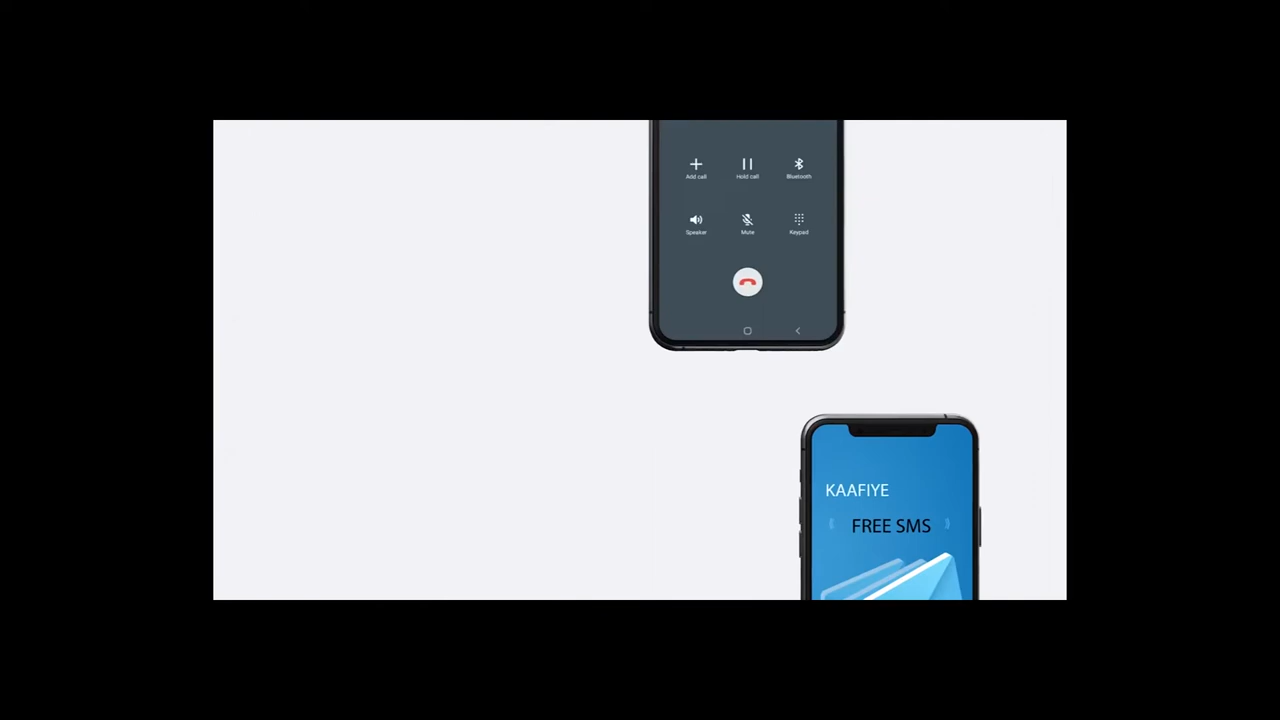 Add call Hold call Bluetooth
Speaker Mute Keypad
KAAFIYE
FREE SMS